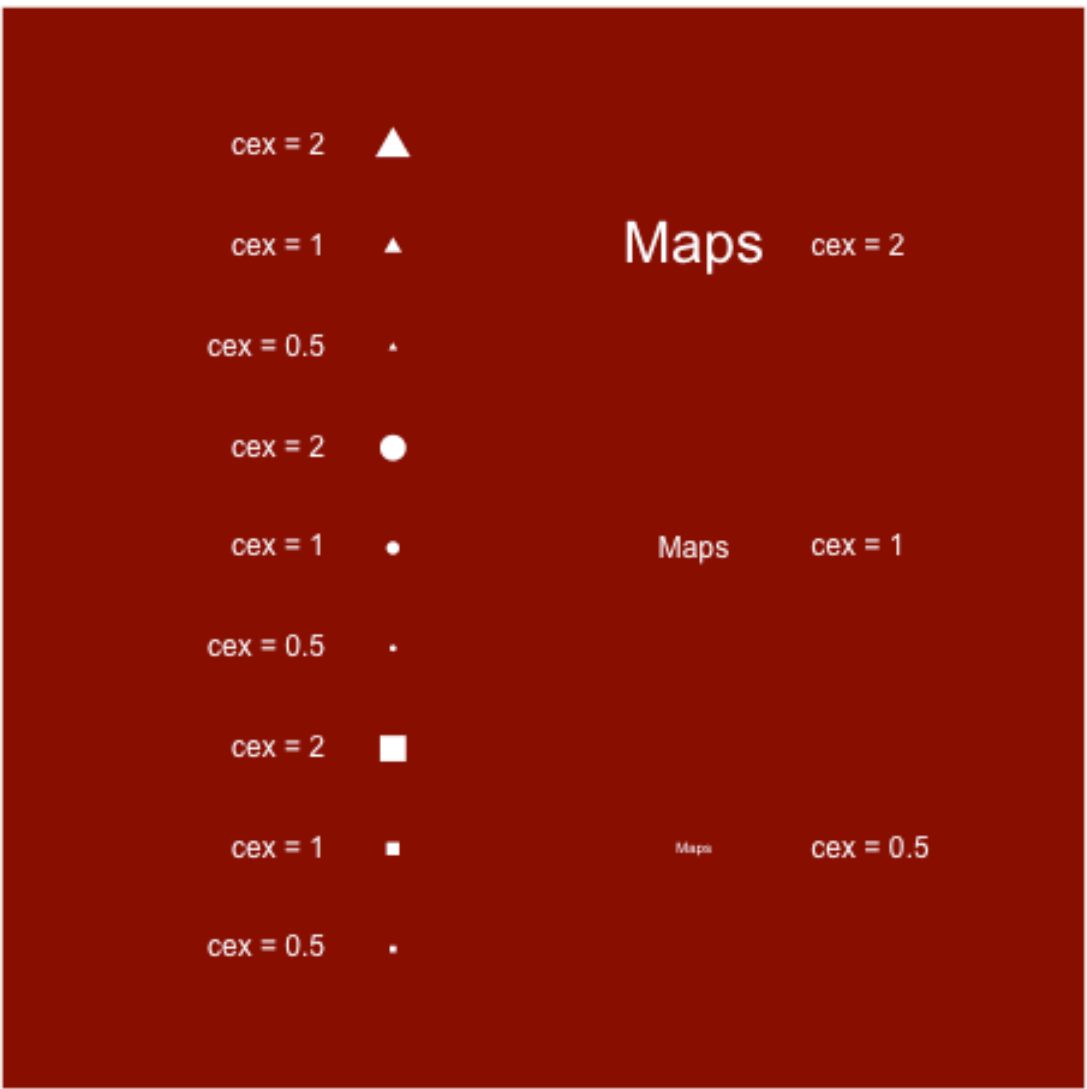 cex = 2
cex = 1
Maps
cex = 2
cex = 0.5
cex = 2
cex = 1
Maps
cex = 1
cex = 0.5
cex = 2
cex = 1
Maps
cex = 0.5
cex = 0.5